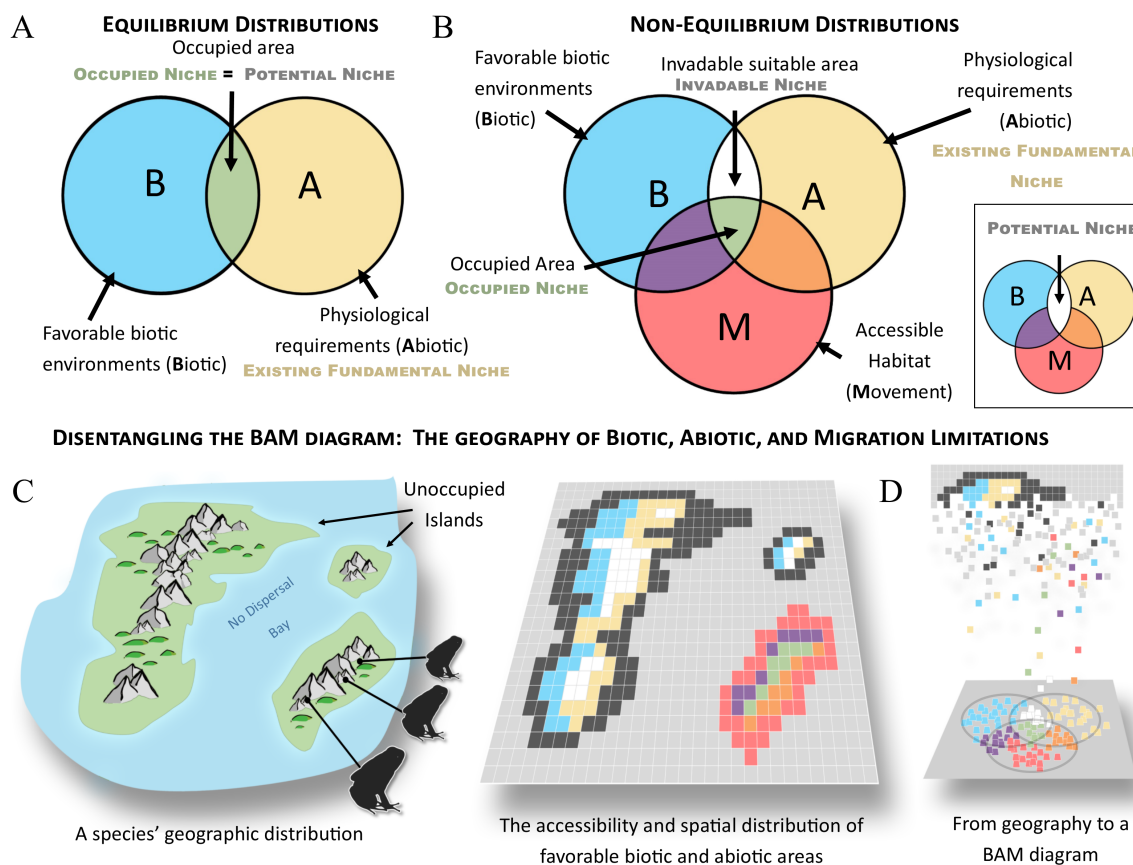 A
EQUILIBRIUM DISTRIBUTIONS
Occupied area
OCCUPIED NICHE = POTENTIAL NICHE
B
A
Favorable biotic
environments (Biotic)
Physiological
requirements (Abiotic)
EXISTING FUNDAMENTAL NICHE
B
NON-EQUILIBRIUM DISTRIBUTIONS
Favorable biotic
environments
(Biotic)
Invadable suitable area
INVADABLE NICHE
Physiological
requirements
(Abiotic)
EXISTING FUNDAMENTAL
NICHE
B
A
M
Occupied Area
OCCUPIED NICHE
Accessible
Habitat
(Movement)
POTENTIAL NICHE
B
A
M
DISENTANGLING THE BAM DIAGRAM: THE GEOGRAPHY OF BIOTIC, ABIOTIC, AND MIGRATION LIMITATIONS
C
Unoccupied
Islands
No Dispersal
Bay
A species' geographic distribution
The accessibility and spatial distribution of
favorable biotic and abiotic areas
D
From geography to a
BAM diagram